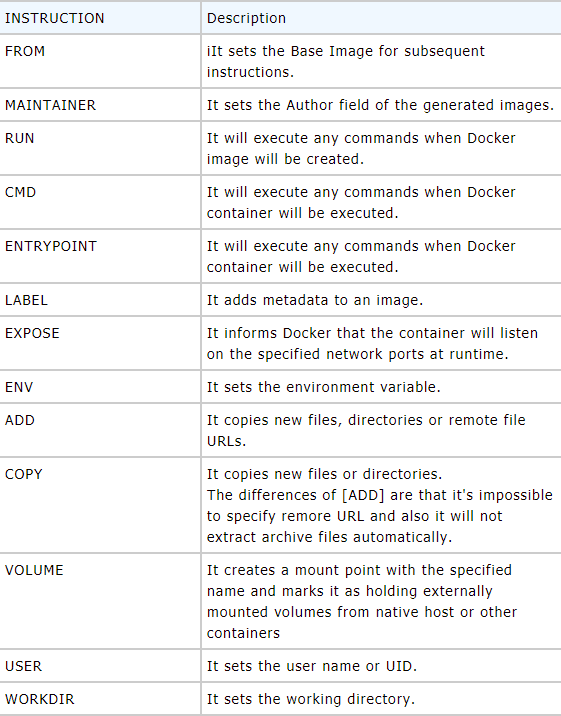 INSTRUCTION Description
FROM iIt sets the Base Image for subsequent
instructions.
MAINTAINER It sets the Author field of the generated images.
RUN It will execute any commands when Docker
image will be created.
CMD It will execute any commands when Docker
container will be executed.
ENTRYPOINT It will execute any commands when Docker
container will be executed.
LABEL It adds metadata to an image.
EXPOSE It informs Docker that the container will listen
on the specified network ports at runtime.
ENV It sets the environment variable.
ADD It copies new files, directories or remote file
URLs.
COPY It copies new files or directories.
The differences of [ADD] are that it's impossible
to specify remore URL and also it will not
extract archive files automatically.
VOLUME It creates a mount point with the specified
name and marks it as holding externally
mounted volumes from native host or other
containers
USER It sets the user name or UID.
WORKDIR It sets the working directory.